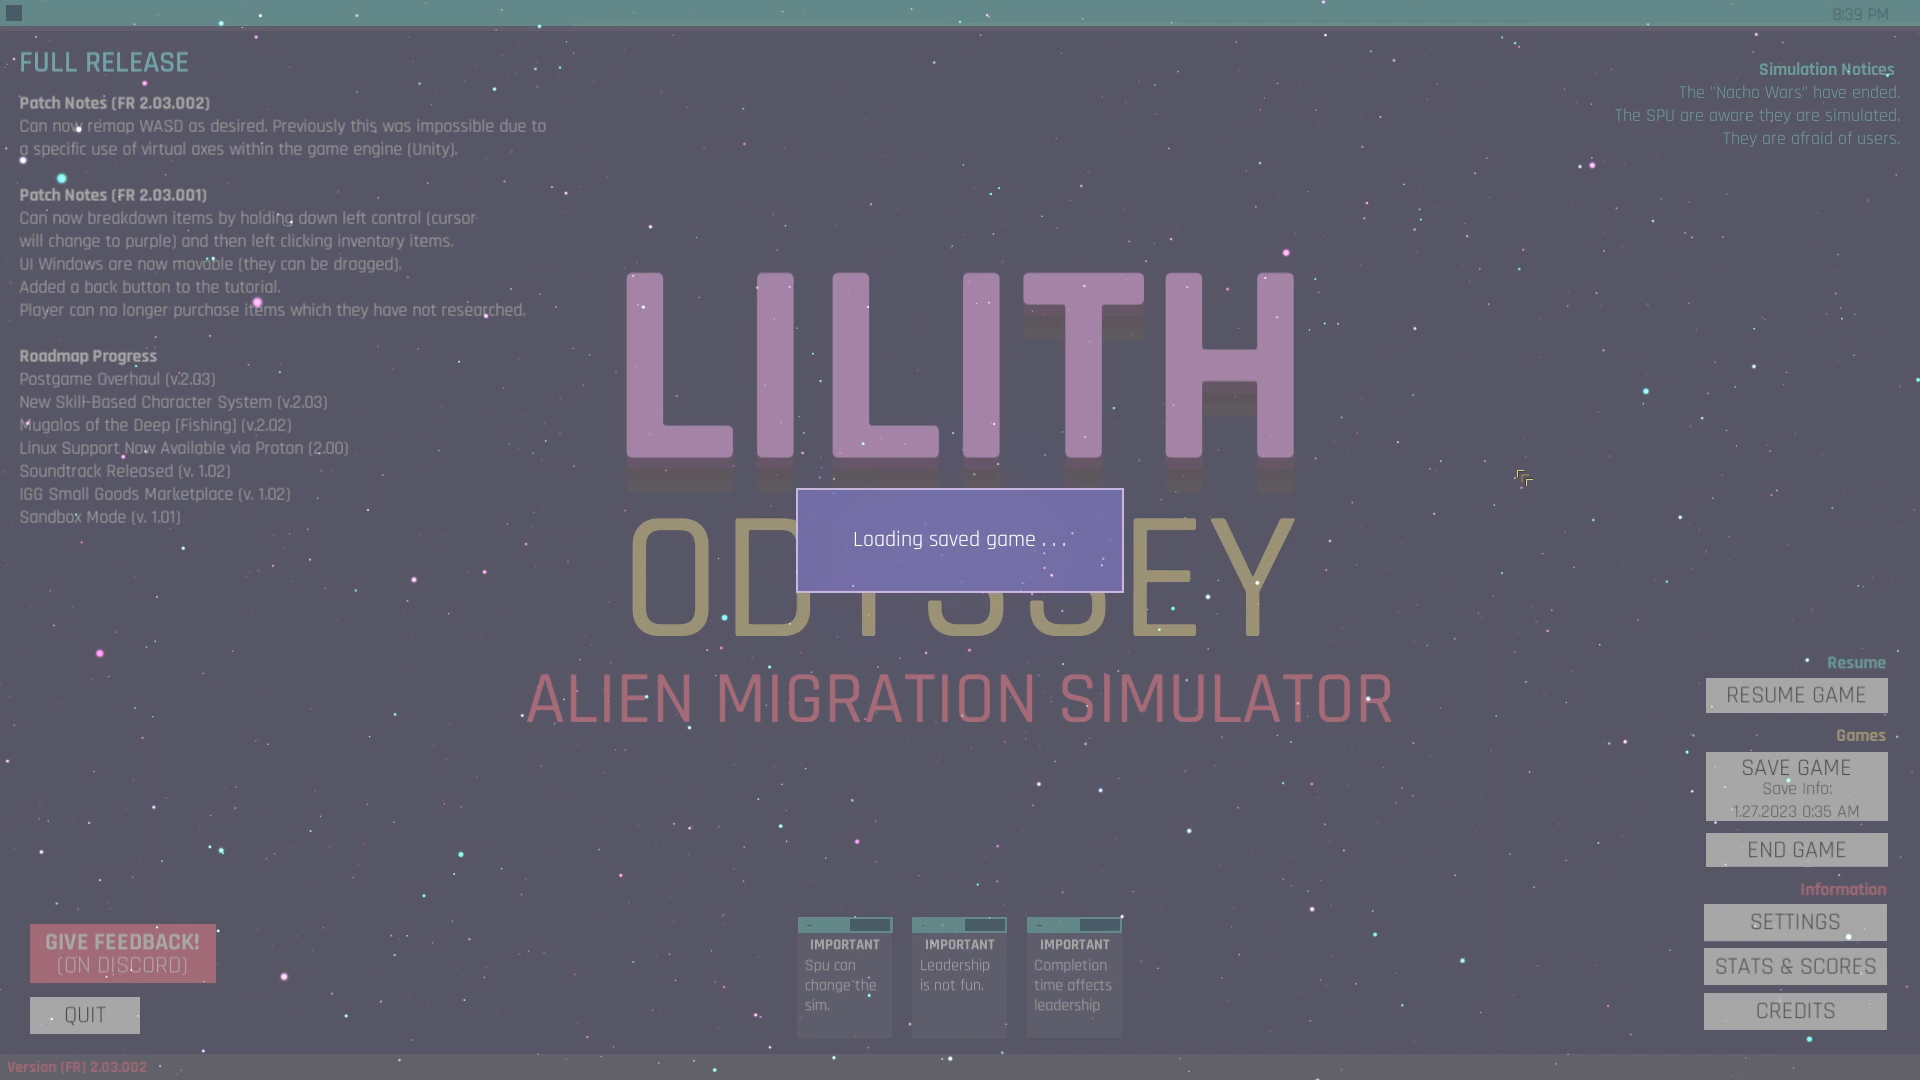 8:39 PM
FULL RELEASE
Patch Notes (FR 2.03.002)
Can now remap WASD as desired. Previously this was impossible due to
a specific use of virtual axes within the game engine (Unity).
Patch Notes (FR 2.03.001)
Can now breakdown items by holding down left control (cursor
will change to purple) and then left clicking inventory items.
UI Windows are now movable (they can be dragged).
Added a back button to the tutorial.
Player can no longer purchase items which they have not researched.
Roadmap Progress
Postgame Overhaul (v.2.03)
New Skill-Based Character System (v.2.03)
Mugalos of the Deep [Fishing] (v.2.02)
Linux Support Now Available via Proton (2.00)
Soundtrack Released (v. 1.02)
IGG Small Goods Marketplace (v. 1.02)
Sandbox Mode (v. 1.01)
Simulation Notices
The "Nacho Wars" have ended.
The SPU are aware they are simulated.
They are afraid of users.
LILITH
ODYSSEY
Loading saved game . . .
ALIEN MIGRATION SIMULATOR
Resume
RESUME GAME
Games
SAVE GAME
Save Info:
1.27.2023 0:35 AM
END GAME
Information
SETTINGS
STATS & SCORES
CREDITS
GIVE FEEDBACK!
(ON DISCORD)
QUIT
IMPORTANT
Spu can
change the
sim.
IMPORTANT
Leadership
is not fun.
IMPORTANT
Completion
time affects
leadership
Version (FR) 2.03.002